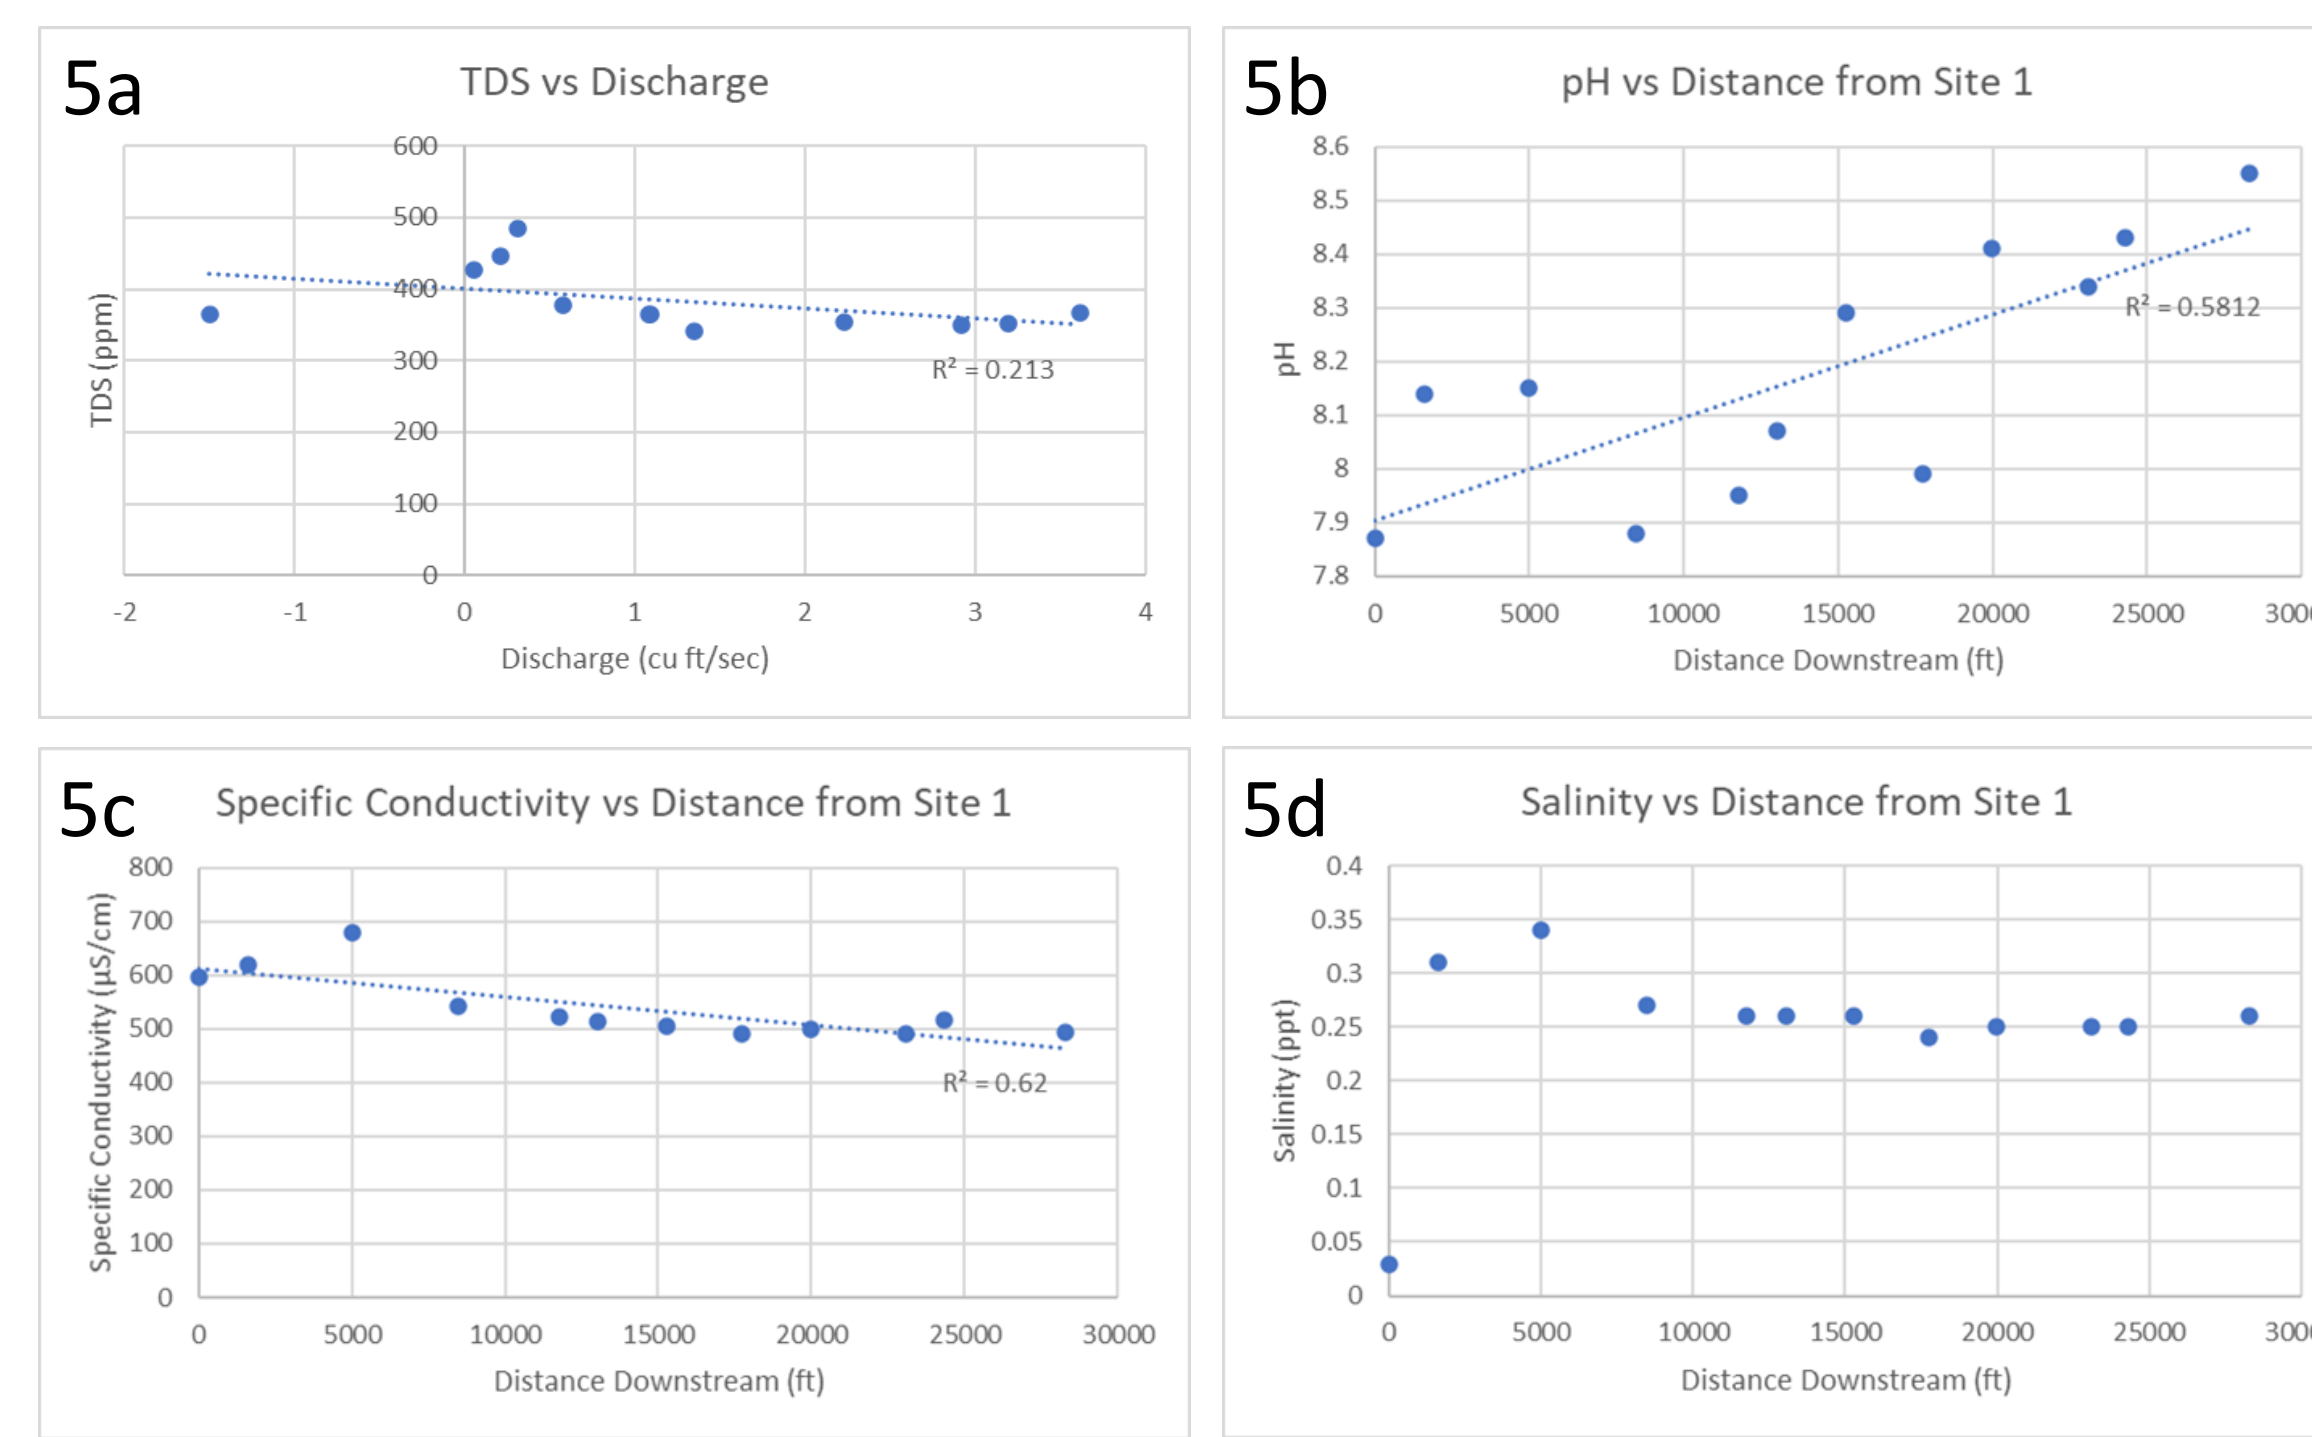 5a
TDS vs Discharge
600
500
400
300
200
100
0
TDS (ppm)
R² = 0.213
-2 -1 0 1 2 3 4
Discharge (cu ft/sec)
5b
pH vs Distance from Site 1
8.6
8.5
8.4
8.3
8.2
8.1
8
7.9
7.8
pH
R² = 0.5812
0 5000 10000 15000 20000 25000
Distance Downstream (ft)
5c
Specific Conductivity vs Distance from Site 1
800
700
600
500
400
300
200
100
0
Specific Conductivity (µS/cm)
R² = 0.62
0 5000 10000 15000 20000 25000 30000
Distance Downstream (ft)
5d
Salinity vs Distance from Site 1
0.4
0.35
0.3
0.25
0.2
0.15
0.1
0.05
0
Salinity (ppt)
0 5000 10000 15000 20000 25000
Distance Downstream (ft)